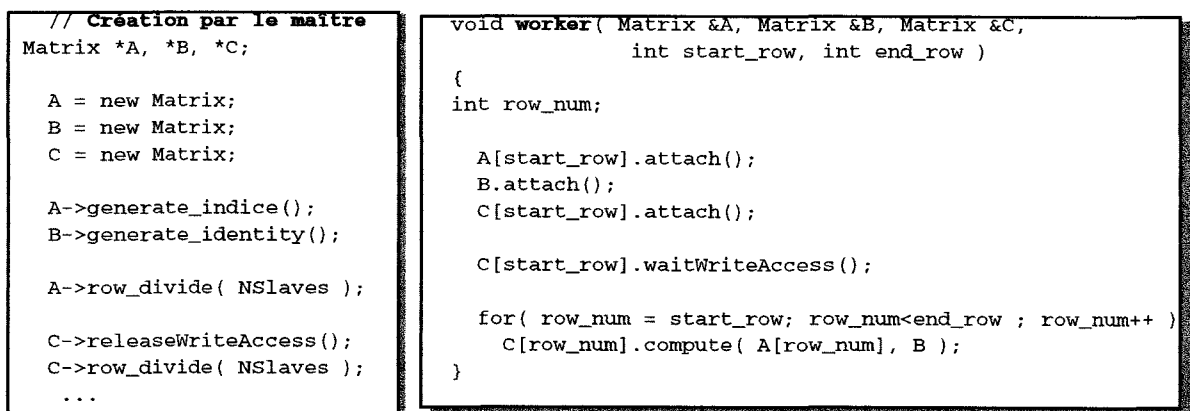 // Création par le maître
Matrix *A, *B, *C;
A = new Matrix;
B = new Matrix;
C = new Matrix;
A->generate_indice();
B->generate_identity();
A->row_divide( NSlaves );
C->releaseWriteAccess();
C->row_divide( NSlaves );
...
void worker( Matrix &A, Matrix &B, Matrix &C,
int start_row, int end_row )
{
int row_num;
A[start_row].attach();
B.attach();
C[start_row].attach();
C[start_row].waitWriteAccess();
for( row_num = start_row; row_num<end_row ; row_num++ )
C[row_num].compute( A[row_num], B );
}